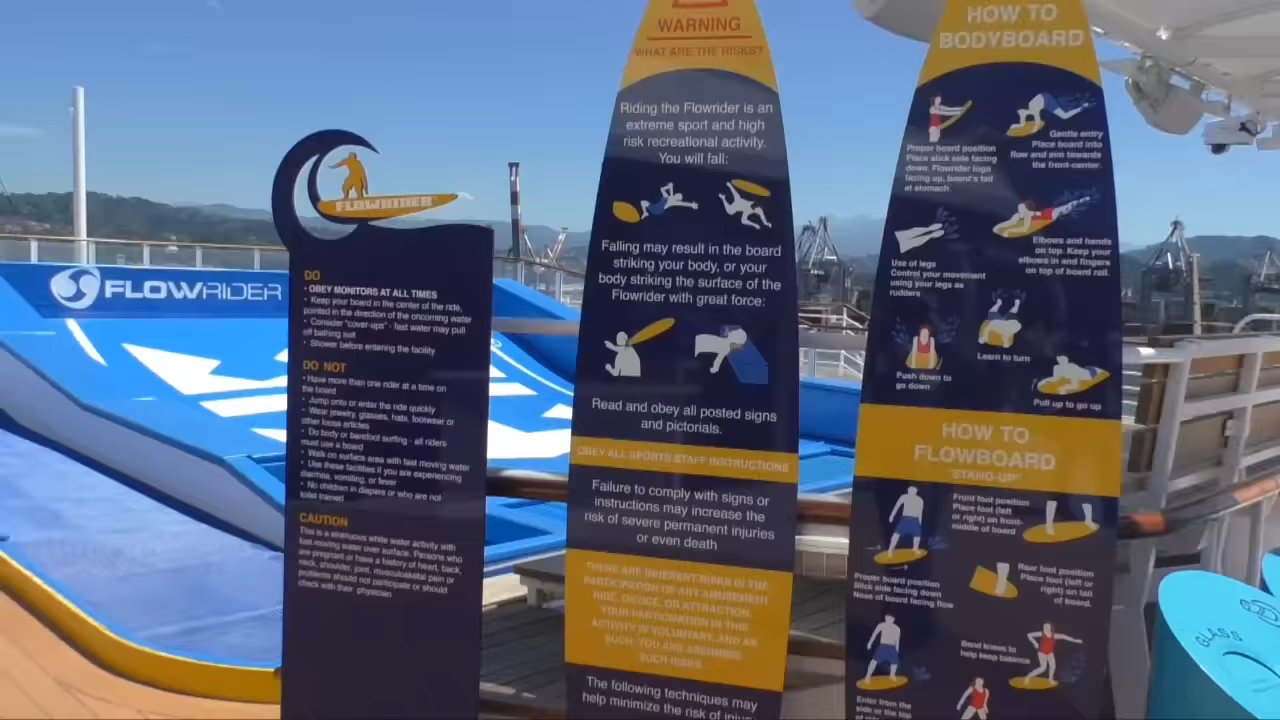 FLOWRIDER
FLOWRIDER
DO
• OBEY MONITORS AT ALL TIMES
• Keep your board in the center of the ride,
pointed in the direction of the oncoming water
• Consider "cover-ups" - fast water may pull
off bathing suit
• Shower before entering the facility
DO NOT
• Have more than one rider at a time on
the board
• Jump onto or enter the ride quickly
• Wear jewelry, glasses, hats, footwear or
other loose articles
• Do body or barefoot surfing - all riders
must use a board
• Walk on surface area with fast moving water
• Use these facilities if you are experiencing
diarrhea, vomiting, or fever
• No children in diapers or who are not
toilet trained
CAUTION
This is a strenuous white water activity with
fast moving water over surface. Persons who
are pregnant or have a history of heart, back,
neck, shoulder, joint, musculoskeletal pain or
problems should not participate or should
check with their physician
WARNING
WHAT ARE THE RISKS?
Riding the Flowrider is an
extreme sport and high
risk recreational activity.
You will fall:
Falling may result in the board
striking your body, or your
body striking the surface of the
Flowrider with great force:
Read and obey all posted signs
and pictorials.
OBEY ALL SPORTS STAFF INSTRUCTIONS
Failure to comply with signs or
instructions may increase the
risk of severe permanent injuries
or even death
THERE ARE INHERENT RISKS IN THE
PARTICIPATION OF ANY AMUSEMENT
RIDE, DEVICE, OR ATTRACTION.
YOUR PARTICIPATION IN THIS
ACTIVITY IS VOLUNTARY, AND AS
SUCH, YOU ARE ASSUMING
SUCH RISKS.
The following techniques may
help minimize the risk of
HOW TO
BODYBOARD
Proper board position
Place slick side facing
down. Flowrider logo
facing up, board's tail
at stomach
Gentle entry
Place board into
flow and aim towards
the front-center.
Elbows and hands
on top. Keep your
elbows in and fingers
on top of board rail.
Use of legs
Control your movement
using your legs as
rudders
Learn to turn
Push down to
go down
Pull up to go up
HOW TO
FLOWBOARD
"STAND-UP"
Front foot position
Place foot (left
or right) on front-
middle of board
Proper board position
Slick side facing down
Nose of board facing flow
Rear foot position
Place foot (left or
right) on tail
of board.
Bend knees to
help keep balance
Enter from the
side or the top
GLASS